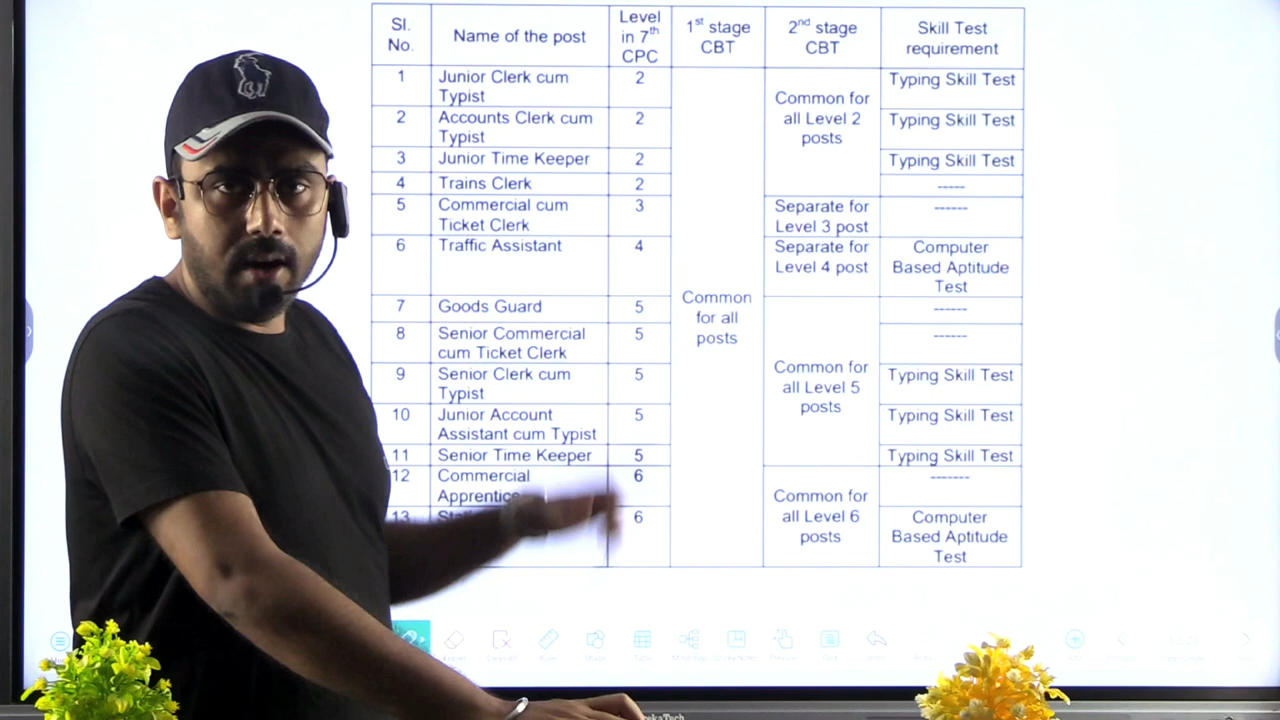 Sl. No.
Name of the post
Level in 7th CPC
1st stage CBT
2nd stage CBT
Skill Test requirement
1
Junior Clerk cum Typist
2
Typing Skill Test
2
Accounts Clerk cum Typist
2
Typing Skill Test
3
Junior Time Keeper
2
Typing Skill Test
4
Trains Clerk
2
-----
Common for all Level 2 posts
5
Commercial cum Ticket Clerk
3
Separate for Level 3 post
------
6
Traffic Assistant
4
Separate for Level 4 post
Computer Based Aptitude Test
Common for all posts
7
Goods Guard
5
------
8
Senior Commercial cum Ticket Clerk
5
------
9
Senior Clerk cum Typist
5
Typing Skill Test
10
Junior Account Assistant cum Typist
5
Typing Skill Test
11
Senior Time Keeper
5
Typing Skill Test
Common for all Level 5 posts
12
Commercial Apprentice
6
-------
13
6
Computer Based Aptitude Test
Common for all Level 6 posts